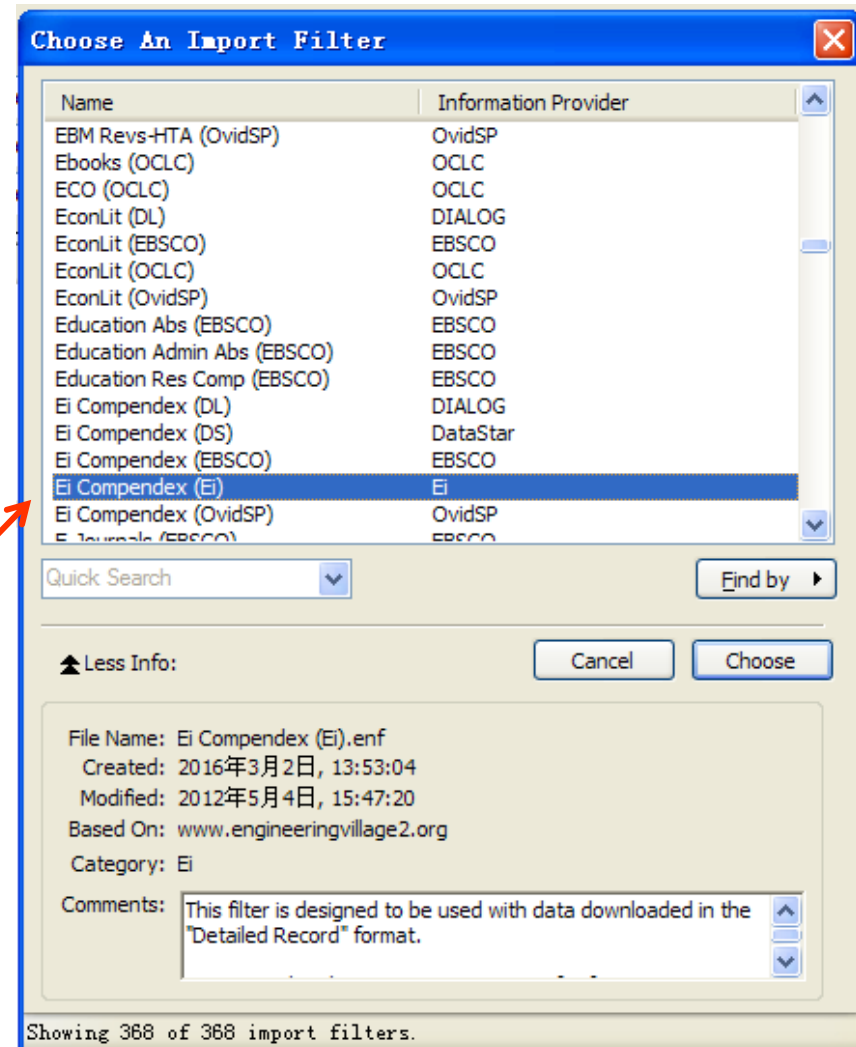 Choose An Import Filter
Name Information Provider
EBM Revs-HTA (OvidSP) OvidSP
Ebooks (OCLC) OCLC
ECO (OCLC) OCLC
EconLit (DL) DIALOG
EconLit (EBSCO) EBSCO
EconLit (OCLC) OCLC
EconLit (OvidSP) OvidSP
Education Abs (EBSCO) EBSCO
Education Admin Abs (EBSCO) EBSCO
Education Res Comp (EBSCO) EBSCO
Ei Compendex (DL) DIALOG
Ei Compendex (DS) DataStar
Ei Compendex (EBSCO) EBSCO
Ei Compendex (Ei) Ei
Ei Compendex (OvidSP) OvidSP
E-Journals (EBSCO) EBSCO
Quick Search Find by
Less Info: Cancel Choose
File Name: Ei Compendex (Ei).enf
Created: 2016年3月2日, 13:53:04
Modified: 2012年5月4日, 15:47:20
Based On: www.engineeringvillage2.org
Category: Ei
Comments: This filter is designed to be used with data downloaded in the
"Detailed Record" format.
Showing 368 of 368 import filters.